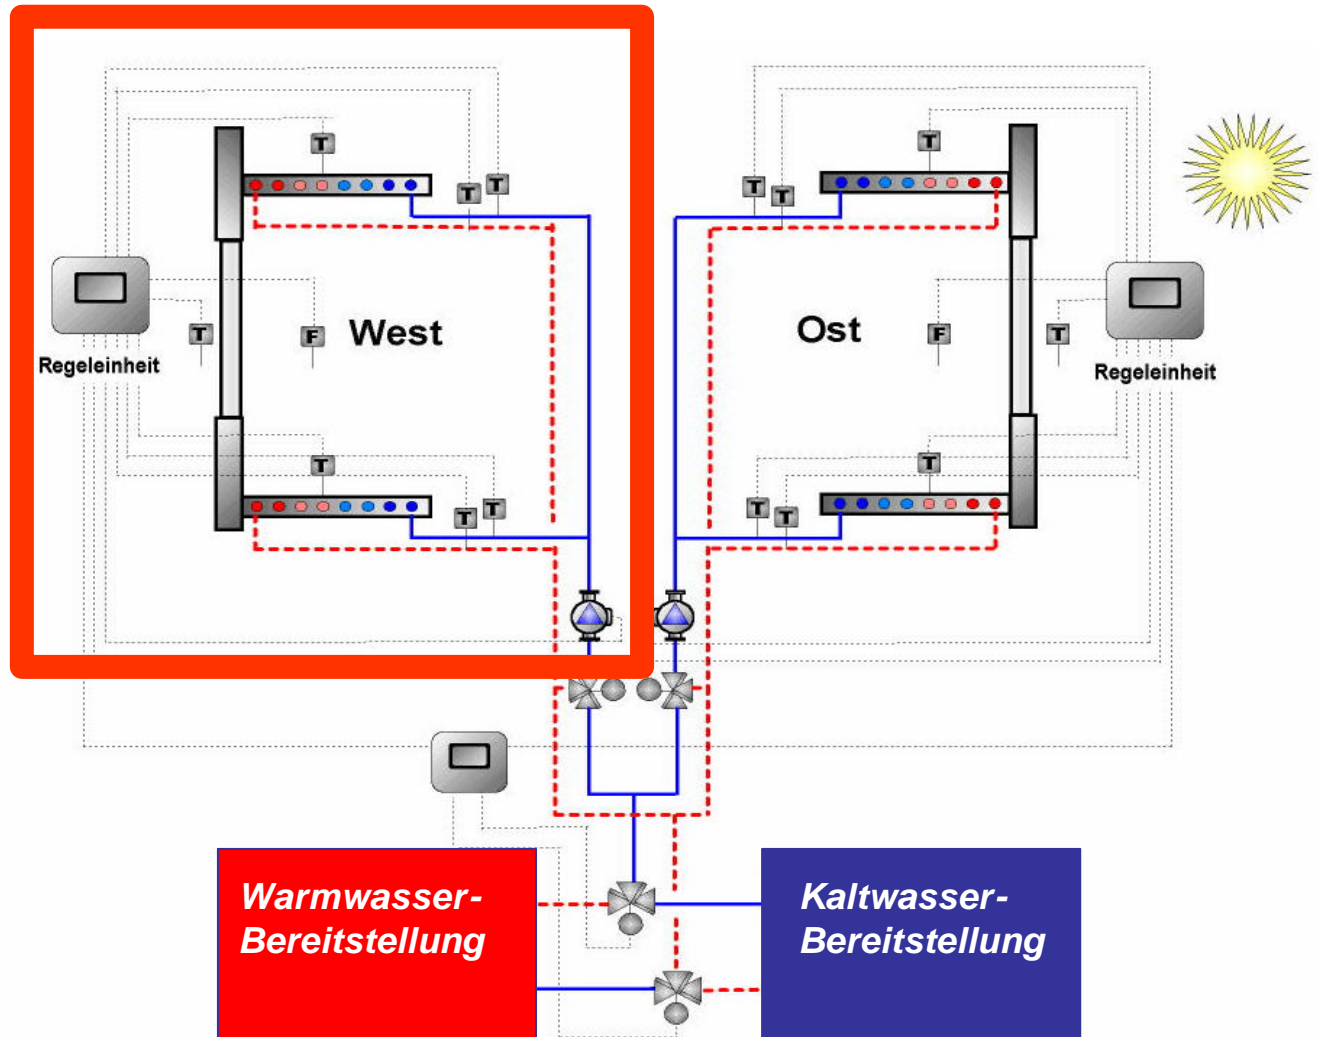 T
T
T
T
T
T
T
F
West
Ost
F
T
Regeleinheit
Regeleinheit
T
T
T
T
T
T
Warmwasser-
Bereitstellung
Kaltwasser-
Bereitstellung